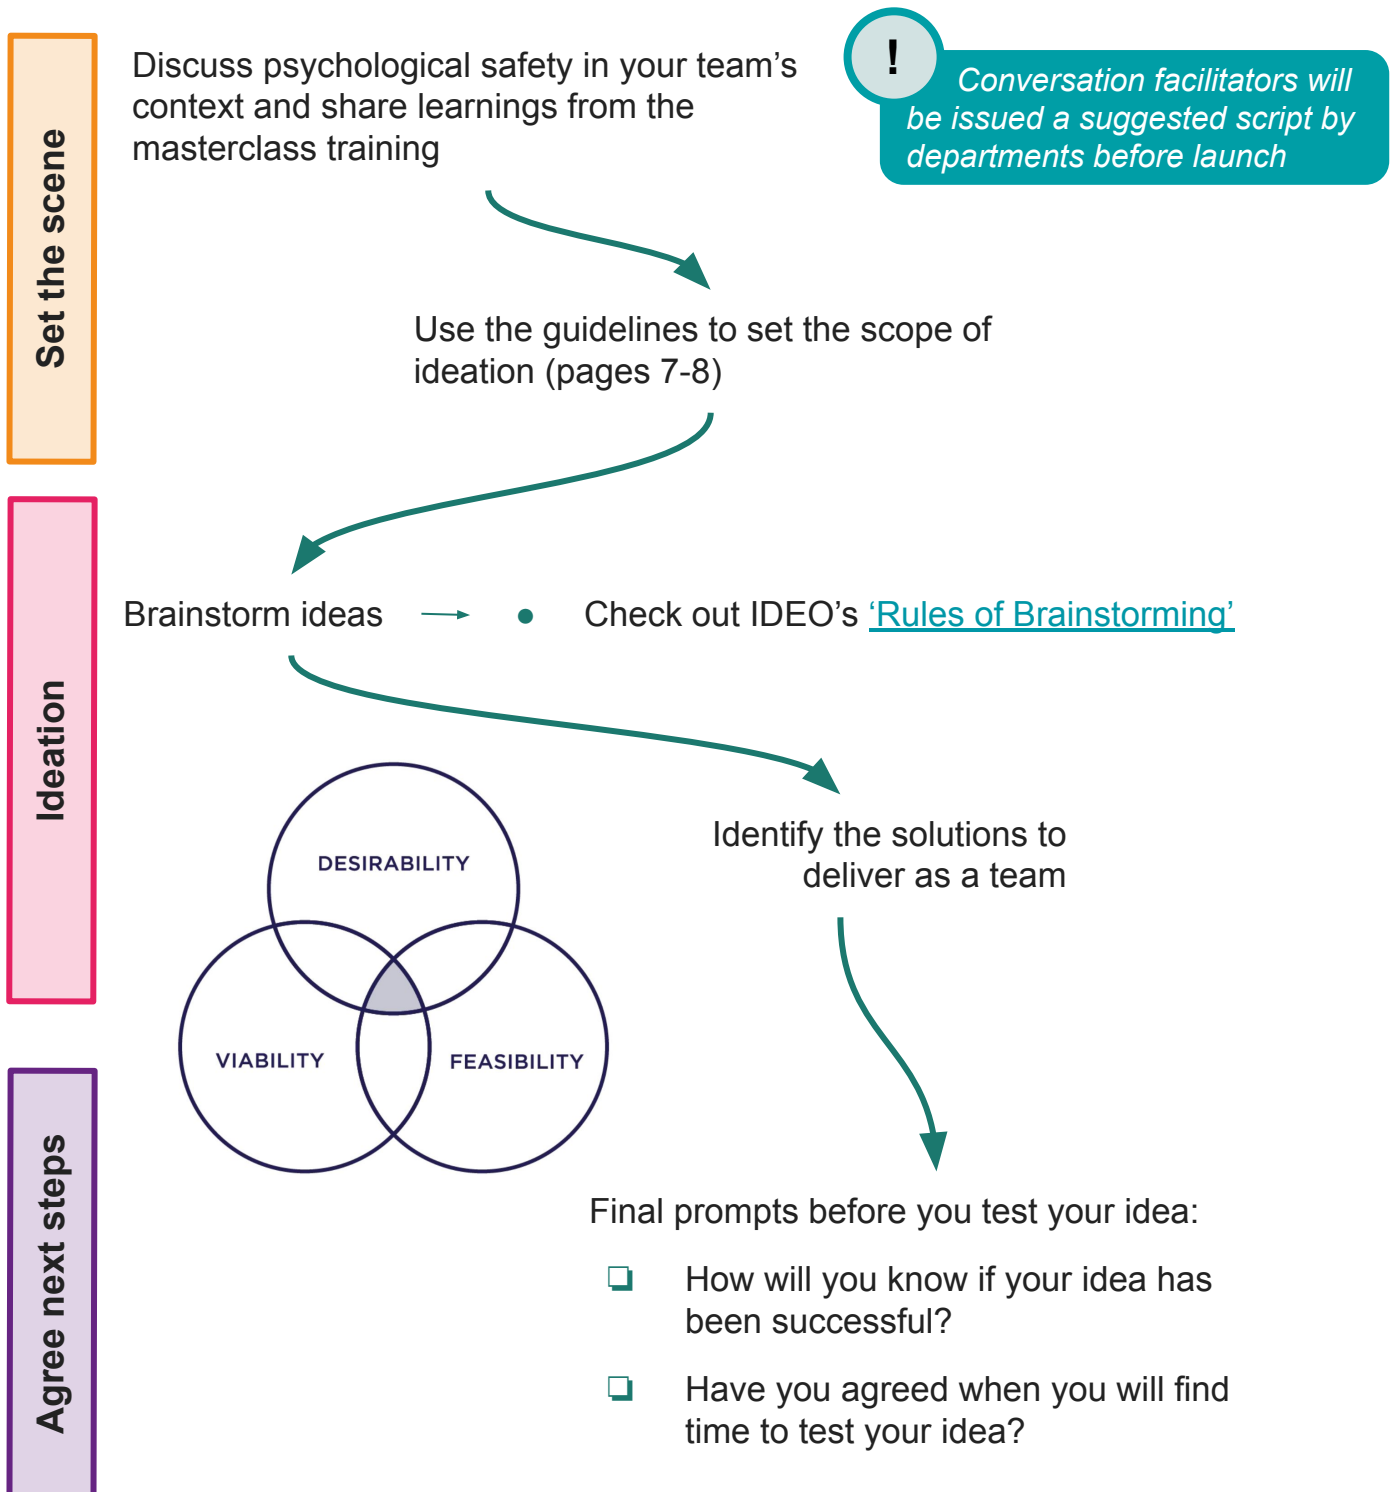 Set the scene
Discuss psychological safety in your team’s
context and share learnings from the
masterclass training
!
Conversation facilitators will
be issued a suggested script by
departments before launch
Use the guidelines to set the scope of
ideation (pages 7-8)
Ideation
Brainstorm ideas
● Check out IDEO’s ‘Rules of Brainstorming’
DESIRABILITY
VIABILITY
FEASIBILITY
Identify the solutions to
deliver as a team
Agree next steps
Final prompts before you test your idea:
❏ How will you know if your idea has
been successful?
❏ Have you agreed when you will find
time to test your idea?